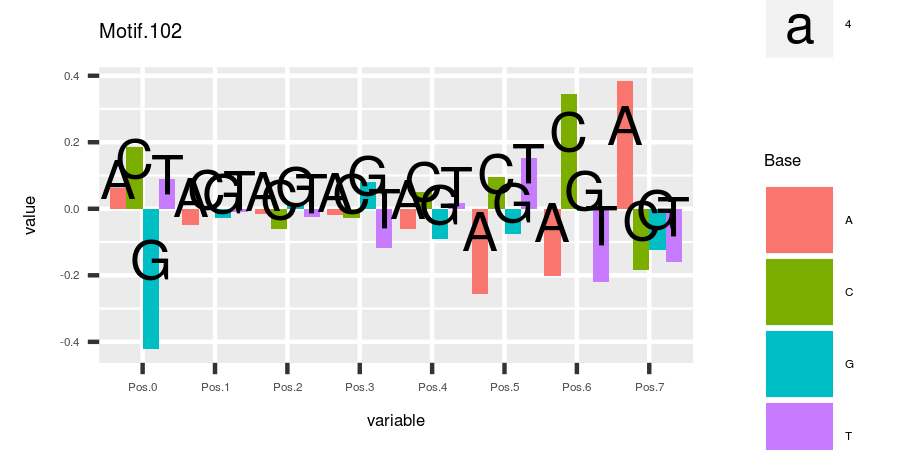 Motif.102
a 4
0.4
0.2
0.0
-0.2
-0.4
value
A C G T A C G T A C G T A C G T A C G T A C G T A C G T A C G T
Pos.0 Pos.1 Pos.2 Pos.3 Pos.4 Pos.5 Pos.6 Pos.7
variable
Base
A
C
G
T